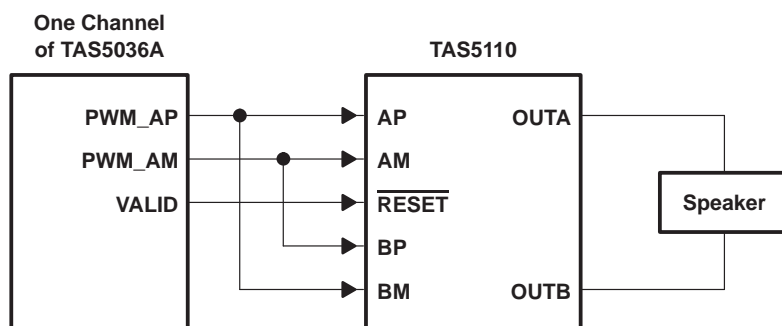 One Channel
of TAS5036A
TAS5110
PWM_AP
AP
OUTA
PWM_AM
AM
VALID
RESET
Speaker
BP
BM
OUTB